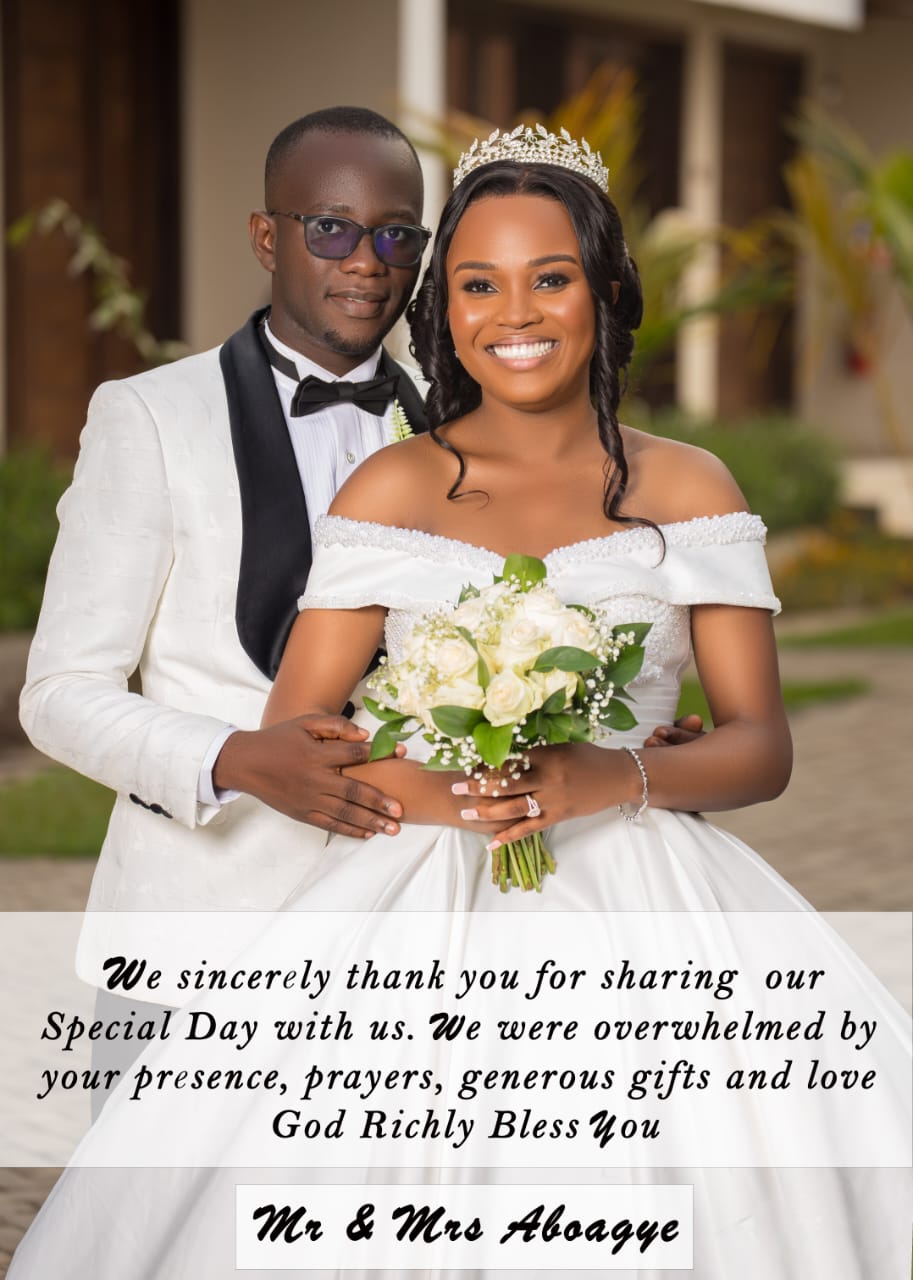 We sincerely thank you for sharing our
Special Day with us. We were overwhelmed by
your presence, prayers, generous gifts and love
God Richly Bless You
Mr & Mrs Aboagye